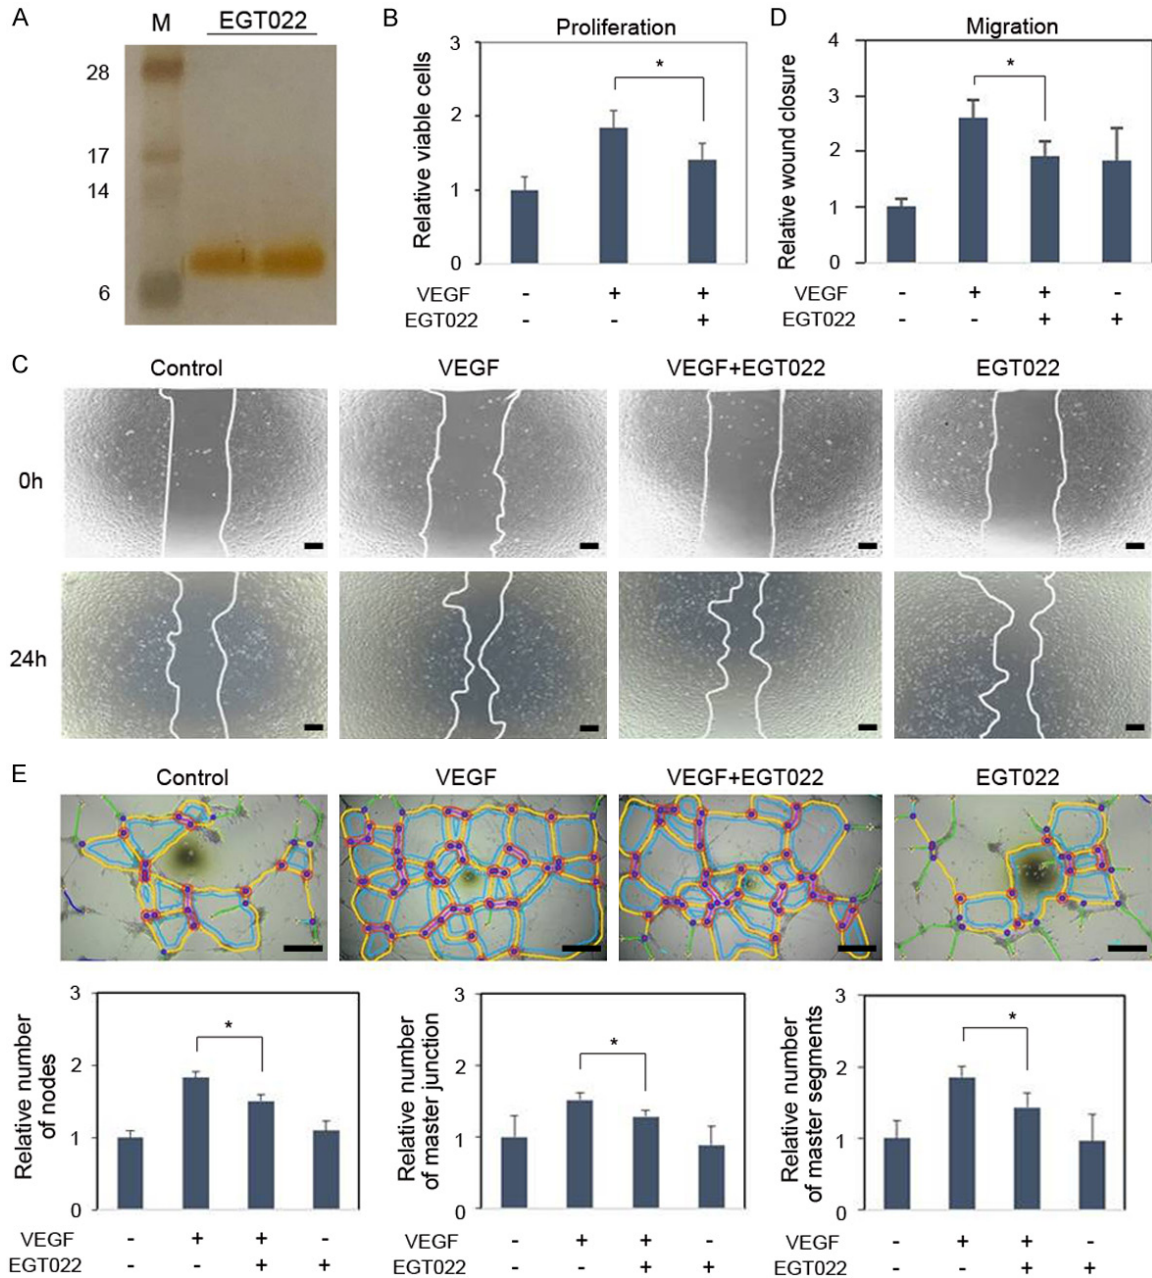 A
M
EGT022
28
17
14
6
B
Proliferation
Relative viable cells
3
2
1
0
*
VEGF - + +
EGT022 - - +
D
Migration
Relative wound closure
4
3
2
1
0
*
VEGF - + + -
EGT022 - - + +
C
Control VEGF VEGF+EGT022 EGT022
0h
24h
E
Control VEGF VEGF+EGT022 EGT022
Relative number
of nodes
3
2
1
0
*
VEGF - + + -
EGT022 - - + +
Relative number
of master junction
3
2
1
0
*
VEGF - + + -
EGT022 - - + +
Relative number
of master segments
3
2
1
0
*
VEGF - + + -
EGT022 - - + +